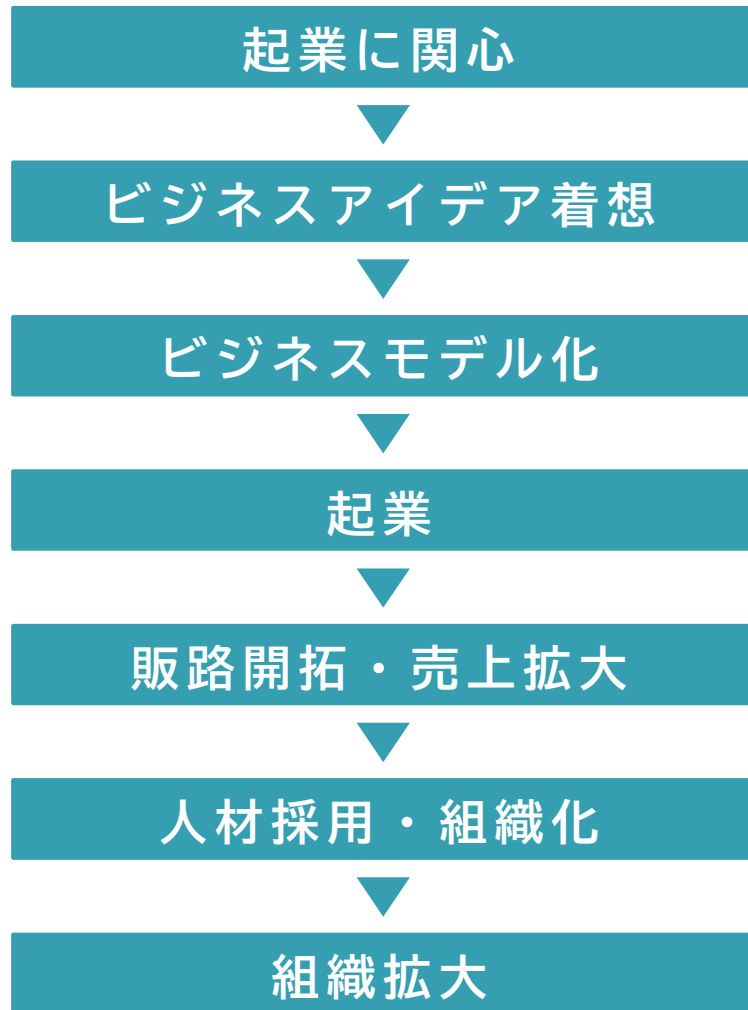 起業に関心
ビジネスアイデア着想
ビジネスモデル化
起業
販路開拓・売上拡大
人材採用・組織化
組織拡大